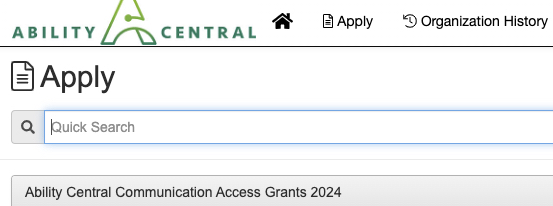 ABILITY CENTRAL
Apply
Organization History
Apply
Quick Search
Ability Central Communication Access Grants 2024